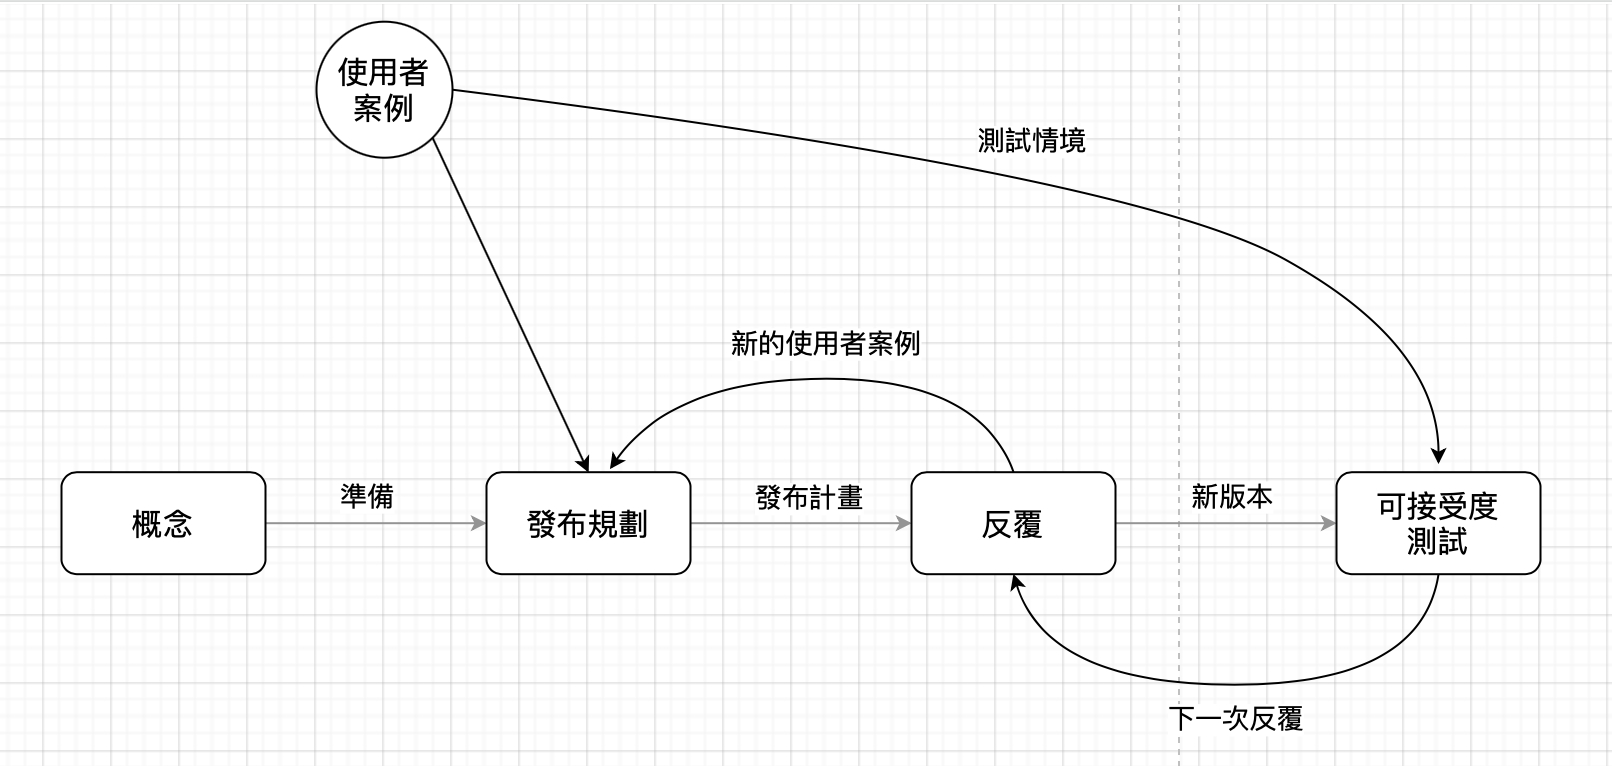 使用者
案例
測試情境
新的使用者案例
概念
準備
發布規劃
發布計畫
反覆
新版本
可接受度
測試
下一次反覆